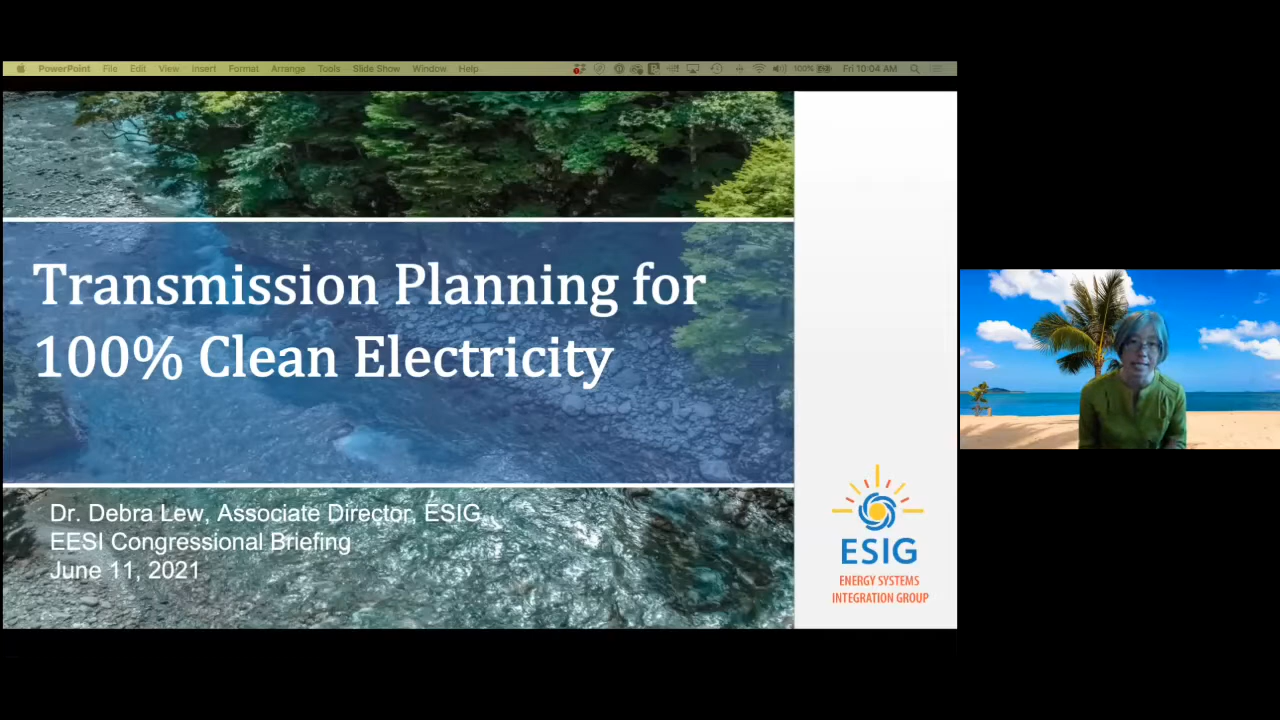 PowerPoint File Edit View Insert Format Arrange Tools Slide Show Window Help 100% Fri 10:04 AM
Transmission Planning for
100% Clean Electricity
Dr. Debra Lew, Associate Director, ESIG
EESI Congressional Briefing
June 11, 2021
ESIG
ENERGY SYSTEMS
INTEGRATION GROUP